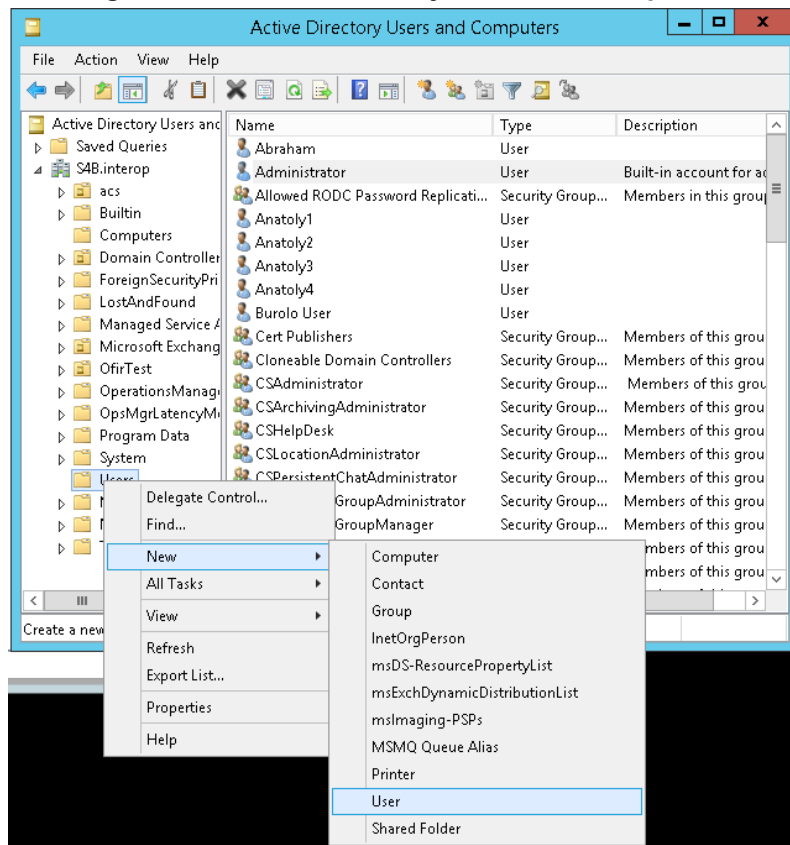 Active Directory Users and Computers
File Action View Help
Active Directory Users and
Saved Queries
S4B.interop
acs
Builtin
Computers
Domain Controller
ForeignSecurityPri
LostAndFound
Managed Service A
Microsoft Exchang
OfirTest
OperationsManag
OpsMgrLatencyM
Program Data
System
Users
Name Type Description
Abraham User
Administrator User Built-in account for ad
Allowed RODC Password Replicati... Security Group... Members in this group
Anatoly1 User
Anatoly2 User
Anatoly3 User
Anatoly4 User
Burolo User User
Cert Publishers Security Group... Members of this grou
Cloneable Domain Controllers Security Group... Members of this grou
CSAdministrator Security Group... Members of this grou
CSArchivingAdministrator Security Group... Members of this grou
CSHelpDesk Security Group... Members of this grou
CSLocationAdministrator Security Group... Members of this grou
CSPersistentChatAdministrator Security Group... Members of this grou
GroupAdministrator Security Group... Members of this grou
GroupManager Security Group... Members of this grou
mbers of this grou
mbers of this grou
Create a new
Delegate Control...
Find...
New
All Tasks
View
Refresh
Export List...
Properties
Help
Computer
Contact
Group
InetOrgPerson
msDS-ResourcePropertyList
msExchDynamicDistributionList
msImaging-PSPs
MSMQ Queue Alias
Printer
User
Shared Folder